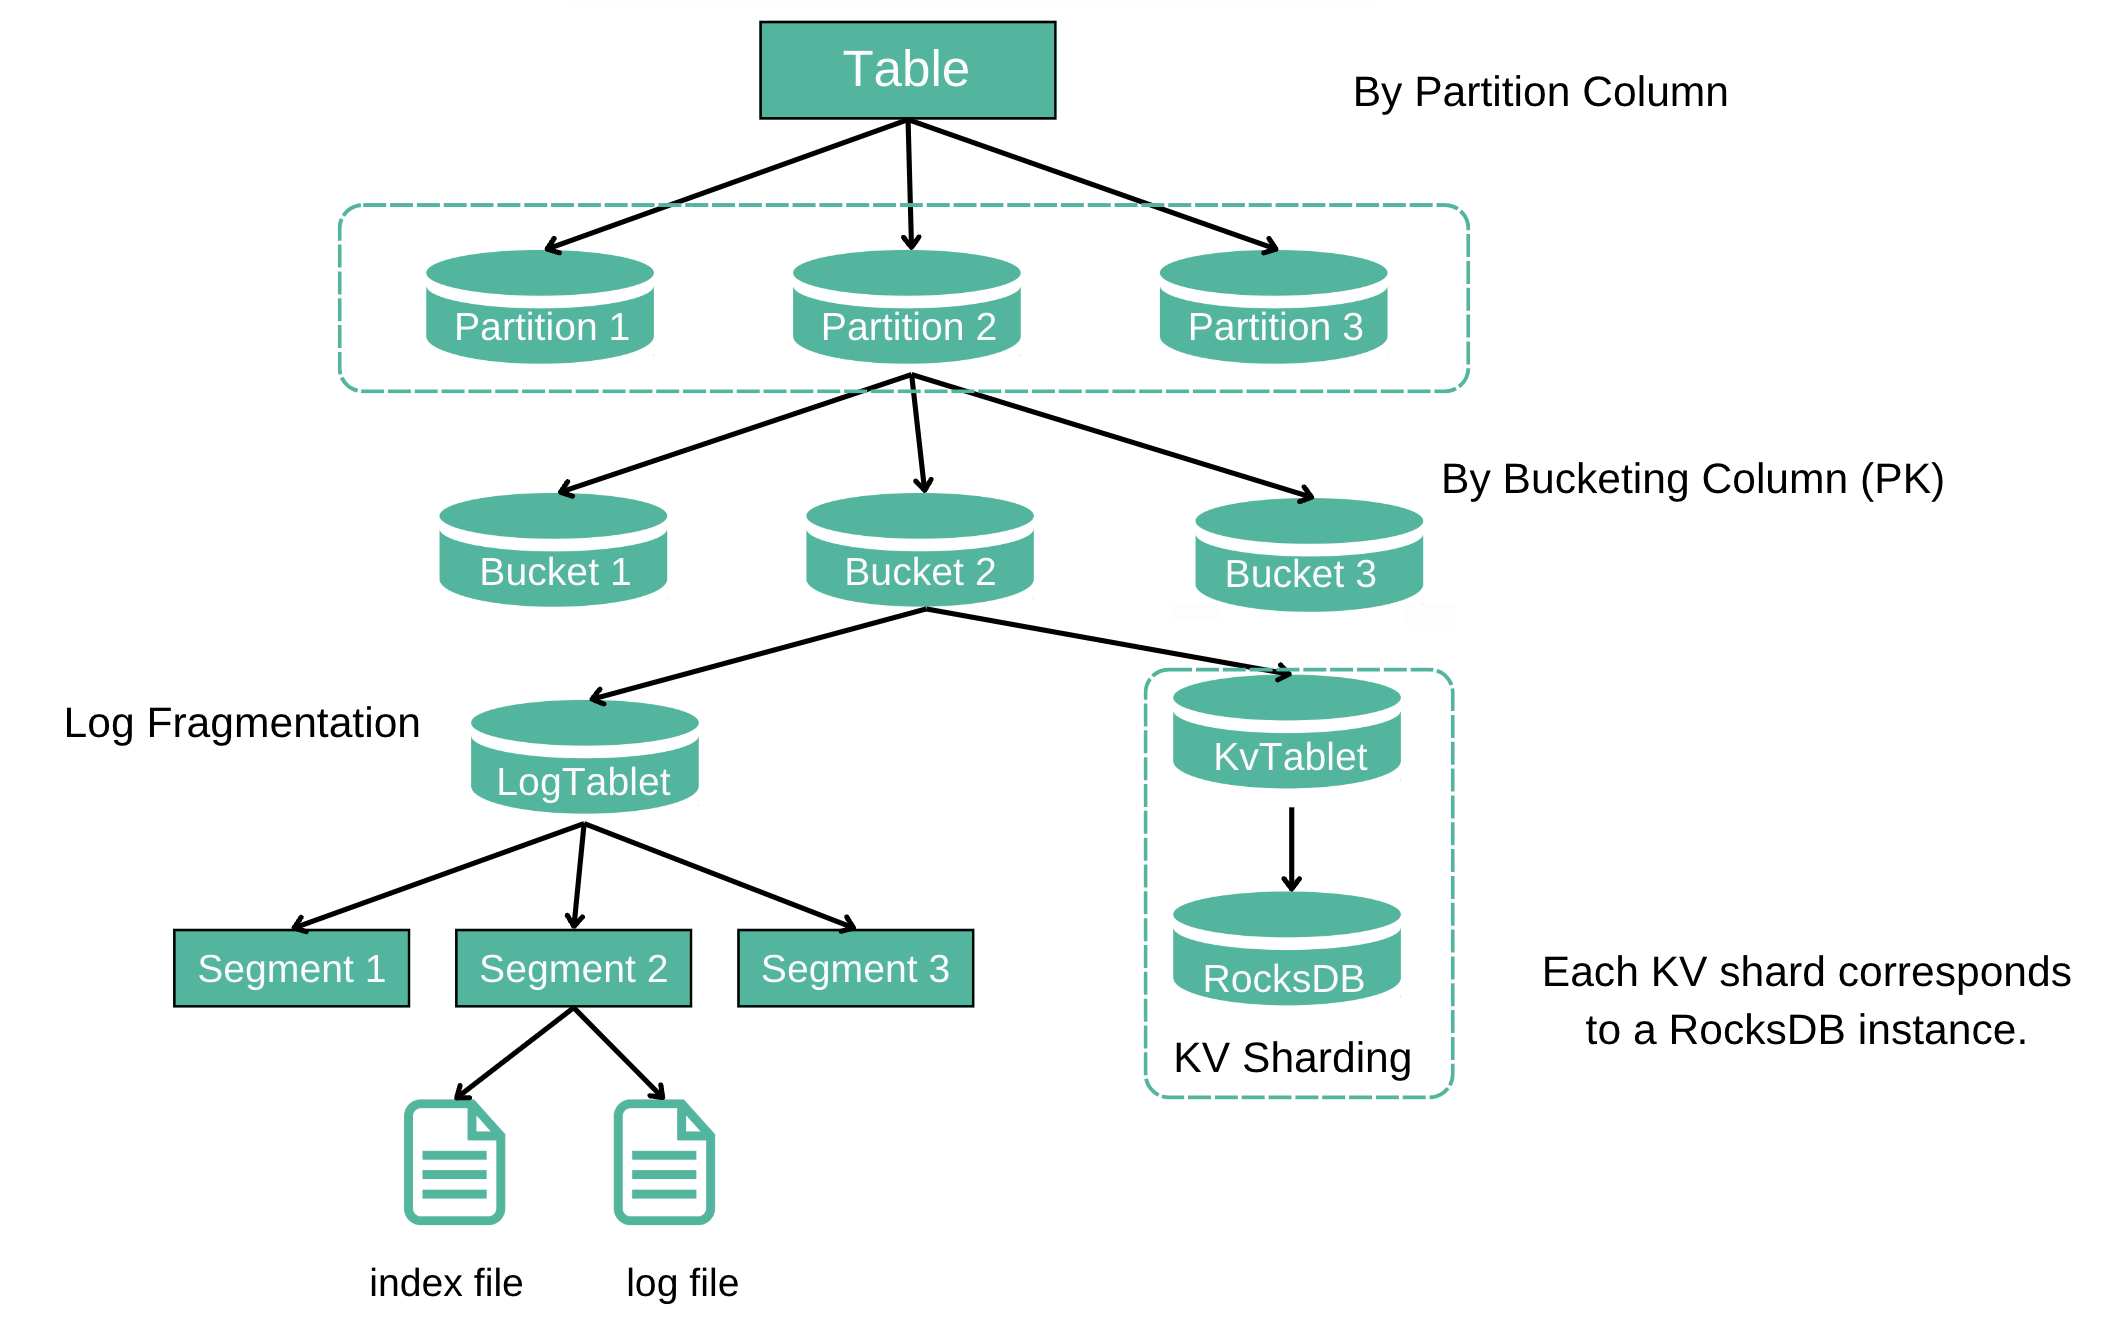 Table
By Partition Column
Partition 1
Partition 2
Partition 3
By Bucketing Column (PK)
Bucket 1
Bucket 2
Bucket 3
Log Fragmentation
LogTablet
KvTablet
Segment 1
Segment 2
Segment 3
RocksDB
KV Sharding
Each KV shard corresponds
to a RocksDB instance.
index file
log file